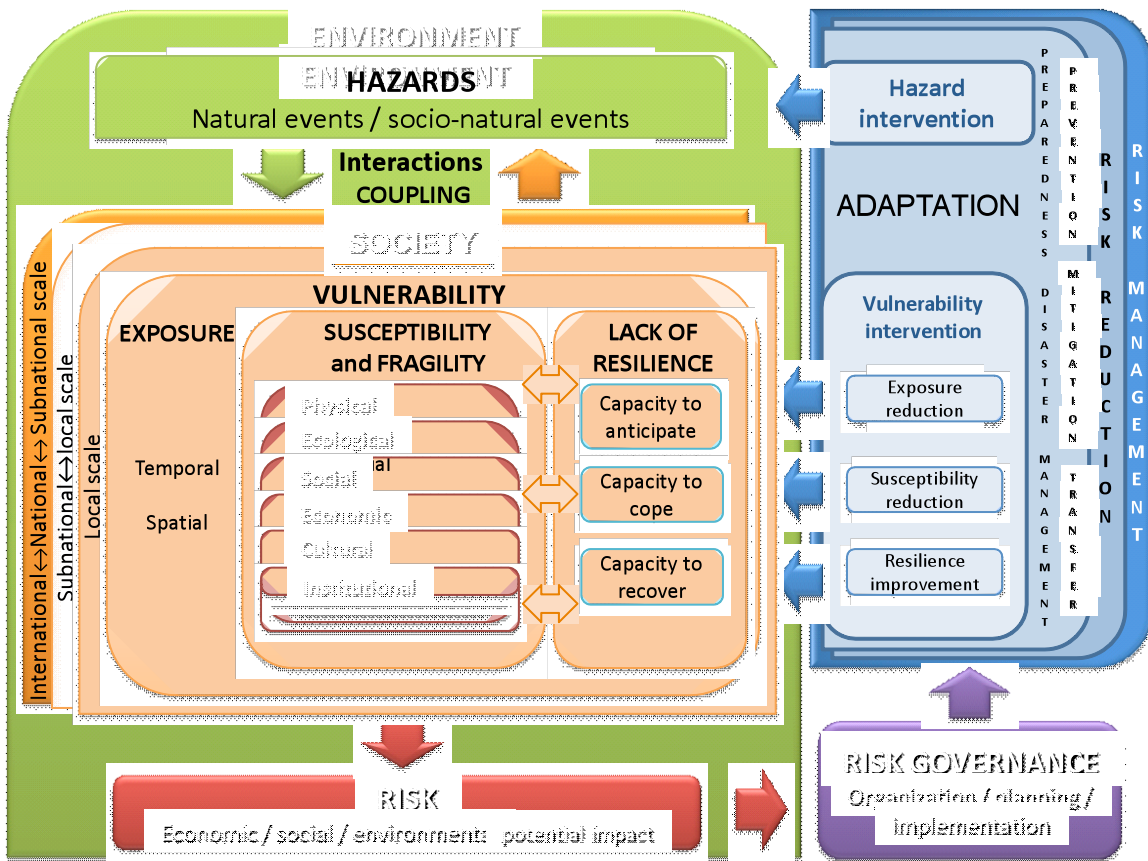 ENVIRONMENT
ENVIRONMENT
HAZARDS
Natural events / socio-natural events
Interactions
COUPLING
SOCIETY
International↔National↔Subnational scale
Subnational↔local scale
Local scale
VULNERABILITY
EXPOSURE
Temporal
Spatial
SUSCEPTIBILITY
and FRAGILITY
Physical
Ecological
Social
Economic
Cultural
Institutional
LACK OF
RESILIENCE
Capacity to
anticipate
Capacity to
cope
Capacity to
recover
Hazard
intervention
ADAPTATION
Vulnerability
intervention
Exposure
reduction
Susceptibility
reduction
Resilience
improvement
PREPAREDNESS
DISASTER MANAGEMENT
PREVENTION
MITIGATION
TRANSFER
RISK REDUCTION
RISK MANAGEMENT
RISK
Economic / social / environments potential impact
RISK GOVERNANCE
Organization / planning /
implementation